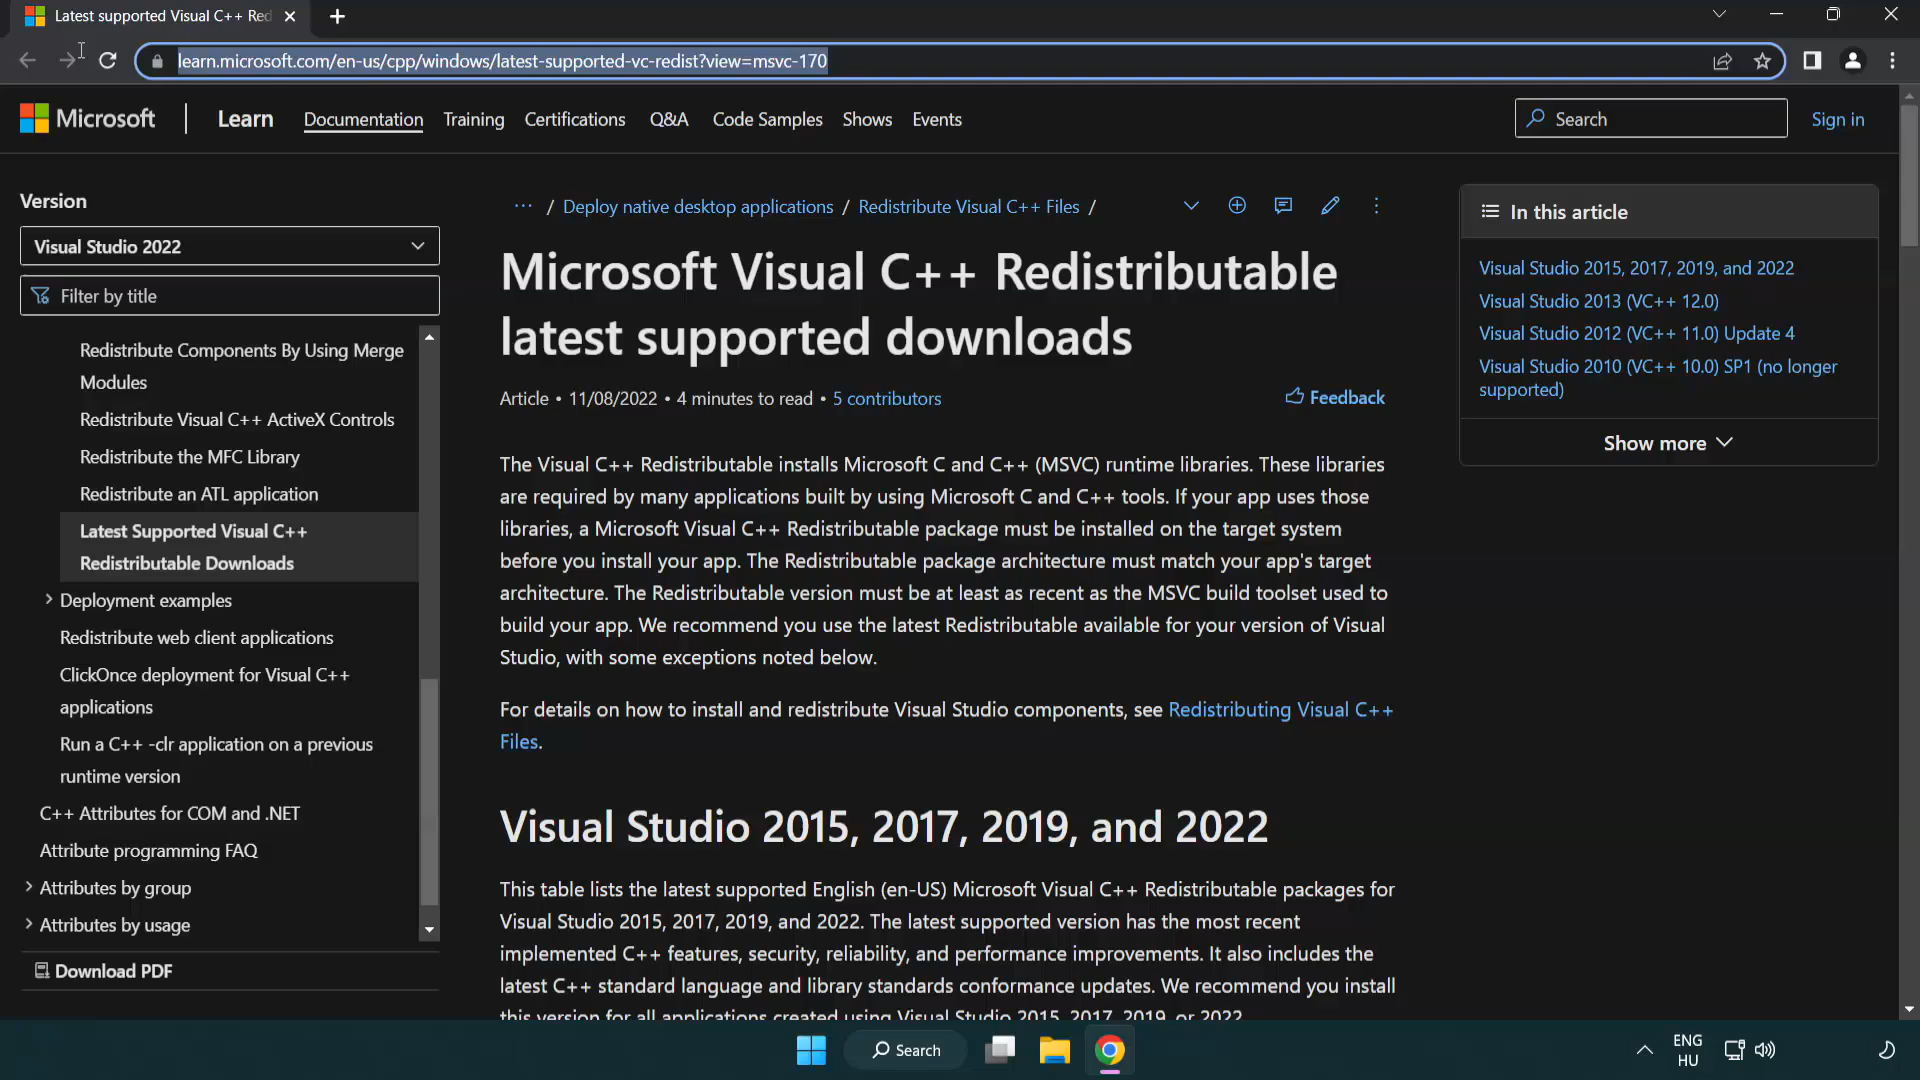 Latest supported Visual C++ Red
learn.microsoft.com/en-us/cpp/windows/latest-supported-vc-redist?view=msvc-170
Microsoft
Learn
Documentation
Training
Certifications
Q&A
Code Samples
Shows
Events
Search
Sign in
Version
Visual Studio 2022
Filter by title
Redistribute Components By Using Merge
Modules
Redistribute Visual C++ ActiveX Controls
Redistribute the MFC Library
Redistribute an ATL application
Latest Supported Visual C++
Redistributable Downloads
Deployment examples
Redistribute web client applications
ClickOnce deployment for Visual C++
applications
Run a C++ -clr application on a previous
runtime version
C++ Attributes for COM and .NET
Attribute programming FAQ
Attributes by group
Attributes by usage
Download PDF
··· / Deploy native desktop applications / Redistribute Visual C++ Files /
Microsoft Visual C++ Redistributable
latest supported downloads
Article • 11/08/2022 • 4 minutes to read • 5 contributors
Feedback
The Visual C++ Redistributable installs Microsoft C and C++ (MSVC) runtime libraries. These libraries
are required by many applications built by using Microsoft C and C++ tools. If your app uses those
libraries, a Microsoft Visual C++ Redistributable package must be installed on the target system
before you install your app. The Redistributable package architecture must match your app's target
architecture. The Redistributable version must be at least as recent as the MSVC build toolset used to
build your app. We recommend you use the latest Redistributable available for your version of Visual
Studio, with some exceptions noted below.
For details on how to install and redistribute Visual Studio components, see Redistributing Visual C++
Files.
Visual Studio 2015, 2017, 2019, and 2022
This table lists the latest supported English (en-US) Microsoft Visual C++ Redistributable packages for
Visual Studio 2015, 2017, 2019, and 2022. The latest supported version has the most recent
implemented C++ features, security, reliability, and performance improvements. It also includes the
latest C++ standard language and library standards conformance updates. We recommend you install
this version for all applications created using Visual Studio 2015, 2017, 2019, or 2022.
In this article
Visual Studio 2015, 2017, 2019, and 2022
Visual Studio 2013 (VC++ 12.0)
Visual Studio 2012 (VC++ 11.0) Update 4
Visual Studio 2010 (VC++ 10.0) SP1 (no longer
supported)
Show more
Search
ENG
HU